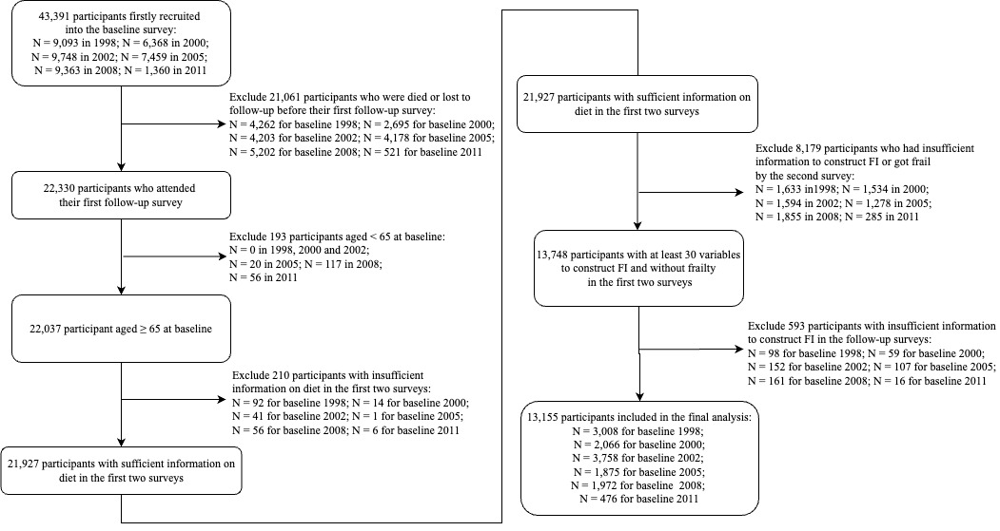 43,391 participants firstly recruited
into the baseline survey:
N = 9,093 in 1998; N = 6,368 in 2000;
N = 9,748 in 2002; N = 7,459 in 2005;
N = 9,363 in 2008; N = 1,360 in 2011
Exclude 21,061 participants who were died or lost to
follow-up before their first follow-up survey:
N = 4,262 for baseline 1998; N = 2,695 for baseline 2000;
N = 4,203 for baseline 2002; N = 4,178 for baseline 2005;
N = 5,202 for baseline 2008; N = 521 for baseline 2011
22,330 participants who attended
their first follow-up survey
Exclude 193 participants aged < 65 at baseline:
N = 0 in 1998, 2000 and 2002;
N = 20 in 2005; N = 117 in 2008;
N = 56 in 2011
22,037 participant aged ≥ 65 at baseline
Exclude 210 participants with insufficient
information on diet in the first two surveys:
N = 92 for baseline 1998; N = 14 for baseline 2000;
N = 41 for baseline 2002; N = 1 for baseline 2005;
N = 56 for baseline 2008; N = 6 for baseline 2011
21,927 participants with sufficient information on
diet in the first two surveys
21,927 participants with sufficient information on
diet in the first two surveys
Exclude 8,179 participants who had insufficient
information to construct FI or got frail
by the second survey:
N = 1,633 in1998; N = 1,534 in 2000;
N = 1,594 in 2002; N = 1,278 in 2005;
N = 1,855 in 2008; N = 285 in 2011
13,748 participants with at least 30 variables
to construct FI and without frailty
in the first two surveys
Exclude 593 participants with insufficient information
to construct FI in the follow-up surveys:
N = 98 for baseline 1998; N = 59 for baseline 2000;
N = 152 for baseline 2002; N = 107 for baseline 2005;
N = 161 for baseline 2008; N = 16 for baseline 2011
13,155 participants included in the final analysis:
N = 3,008 for baseline 1998;
N = 2,066 for baseline 2000;
N = 3,758 for baseline 2002;
N = 1,875 for baseline 2005;
N = 1,972 for baseline 2008;
N = 476 for baseline 2011